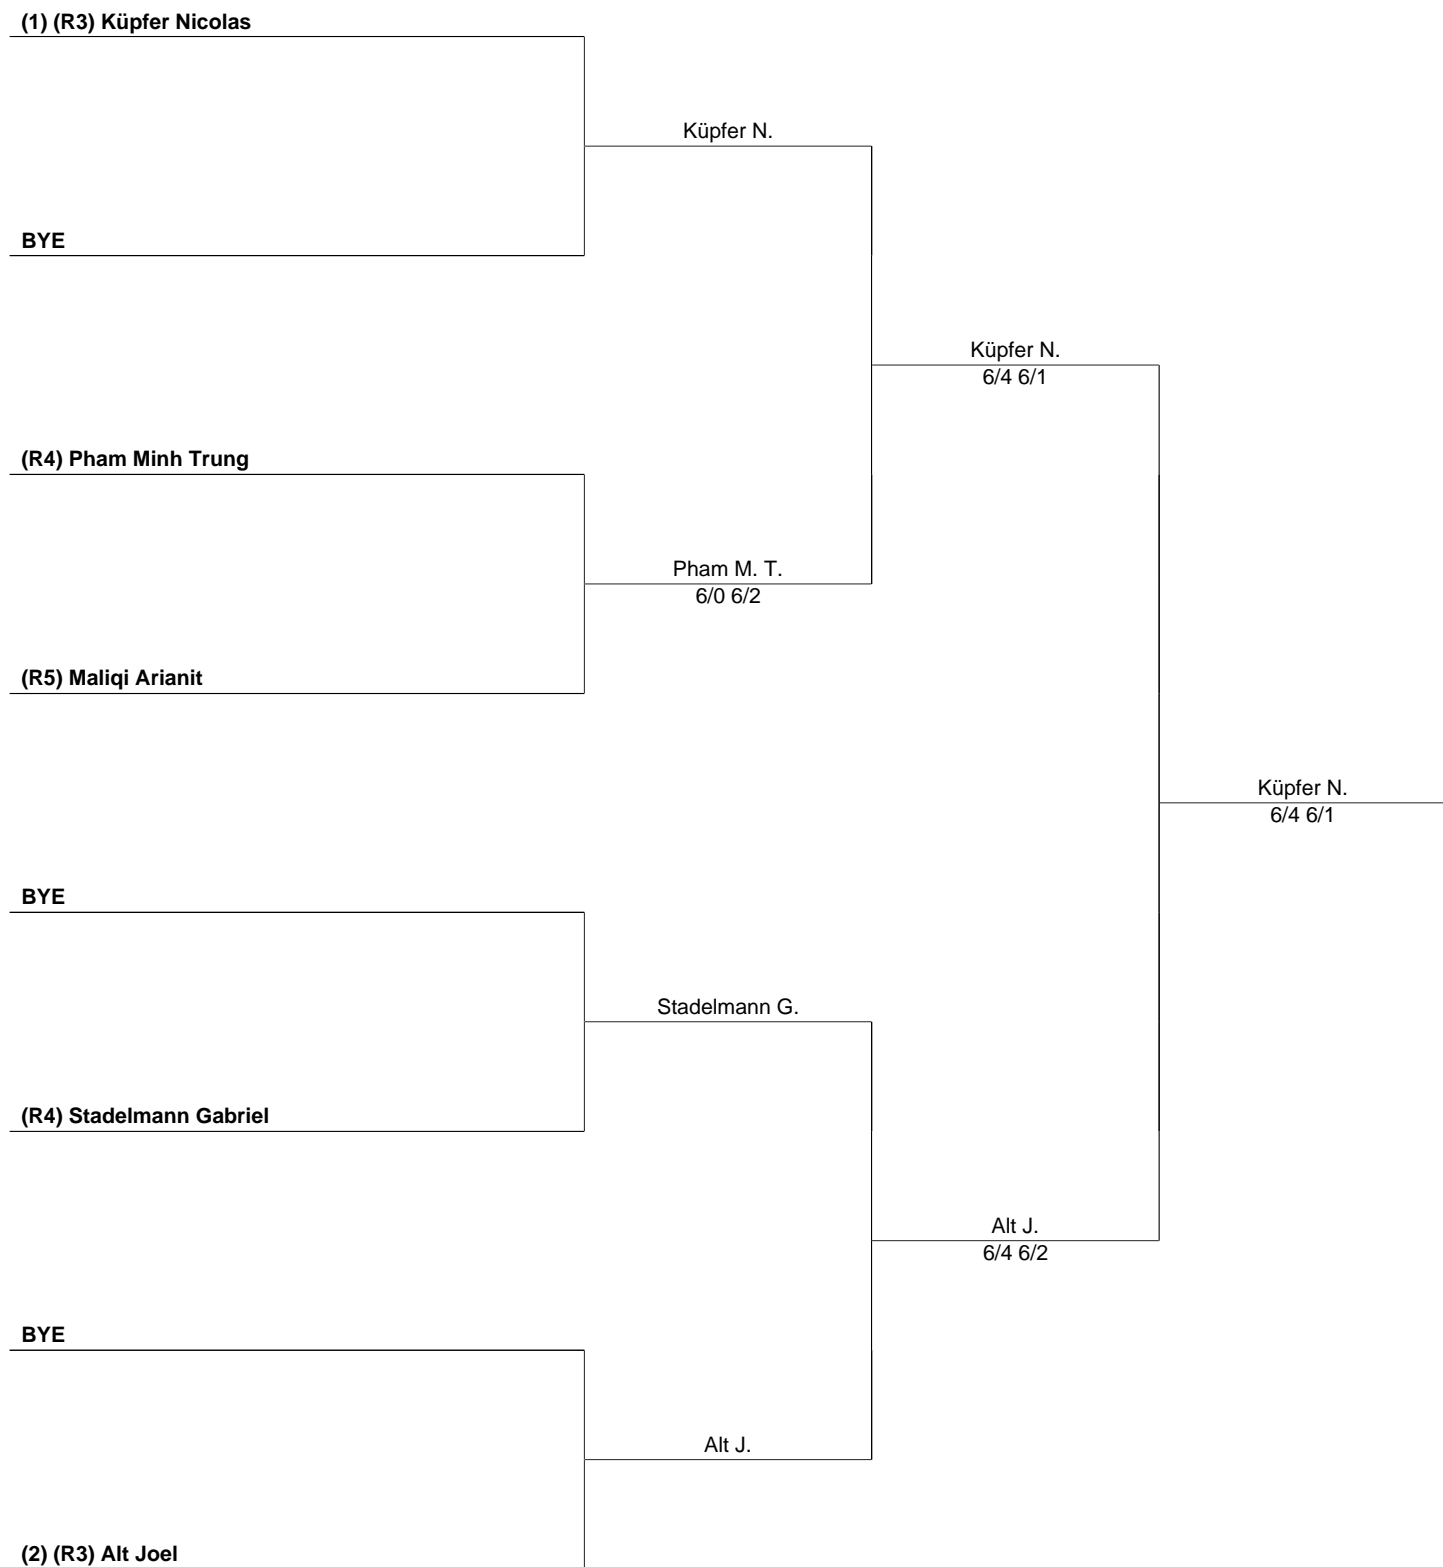 (1) (R3) Küpfer Nicolas
Küpfer N.
BYE
Küpfer N.
6/4 6/1
(R4) Pham Minh Trung
Pham M. T.
6/0 6/2
(R5) Maliqi Arianit
Küpfer N.
6/4 6/1
BYE
Stadelmann G.
(R4) Stadelmann Gabriel
Alt J.
6/4 6/2
BYE
Alt J.
(2) (R3) Alt Joel